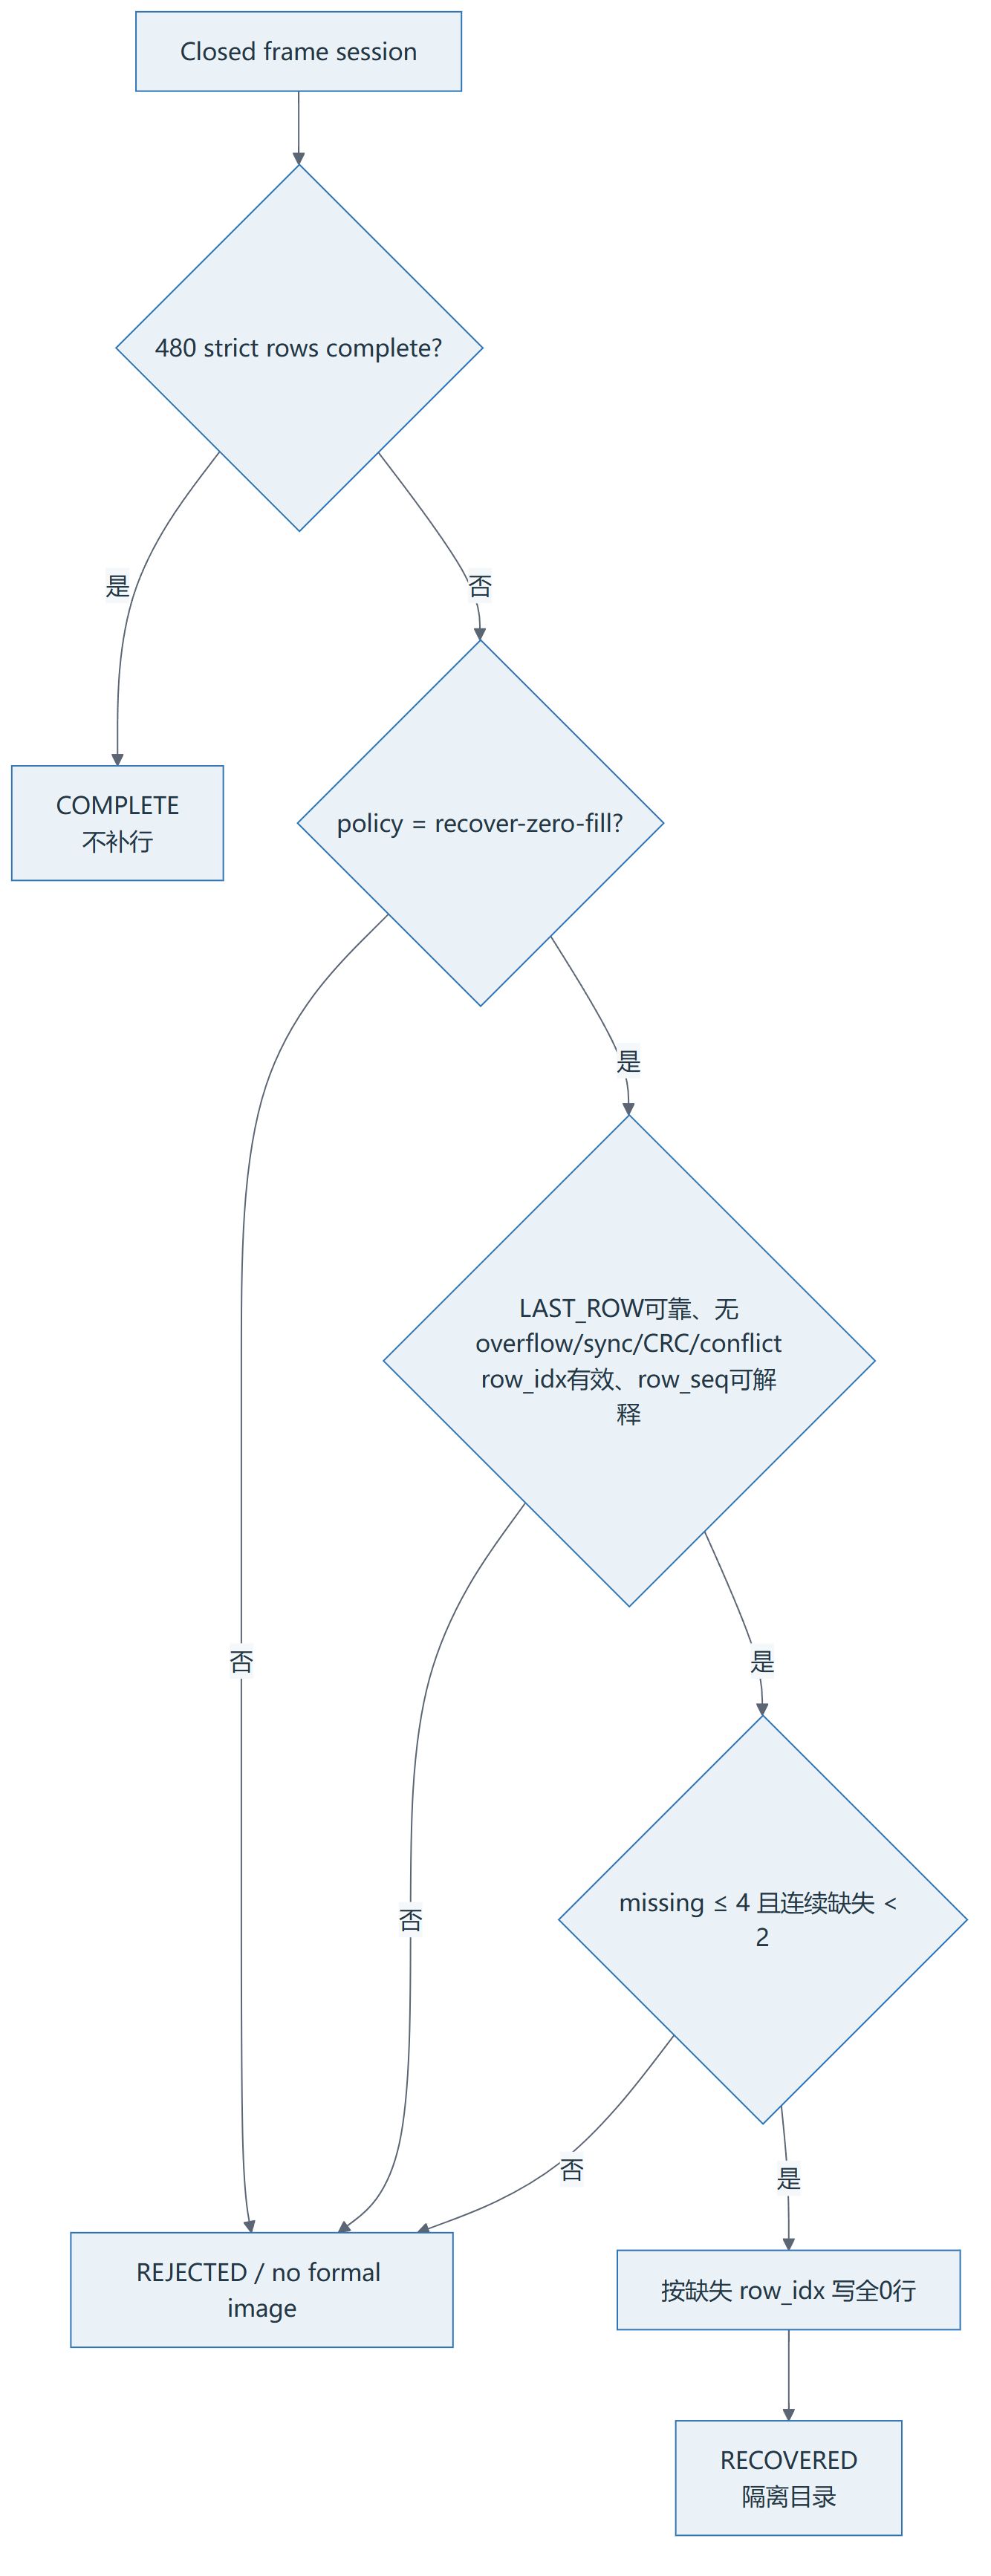 Closed frame session
480 strict rows complete?
是
否
COMPLETE
不补行
policy = recover-zero-fill?
是
LAST_ROW可靠、无
overflow/sync/CRC/conflict
row_idx有效、row_seq可解
释
否
是
missing ≤ 4 且连续缺失 <
2
否
否
是
REJECTED / no formal
image
按缺失 row_idx 写全0行
RECOVERED
隔离目录